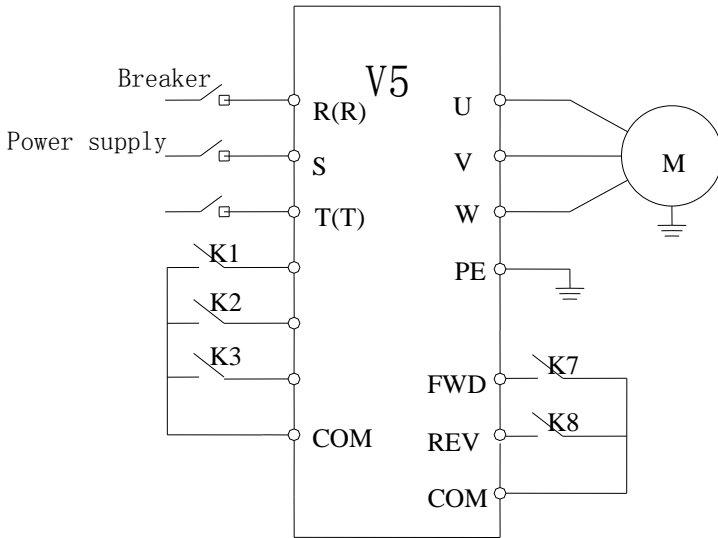 Breaker
V5
R(R)
U
Power supply
S
V
M
T(T)
W
K1
PE
K2
K3
K7
FWD
K8
COM
REV
COM